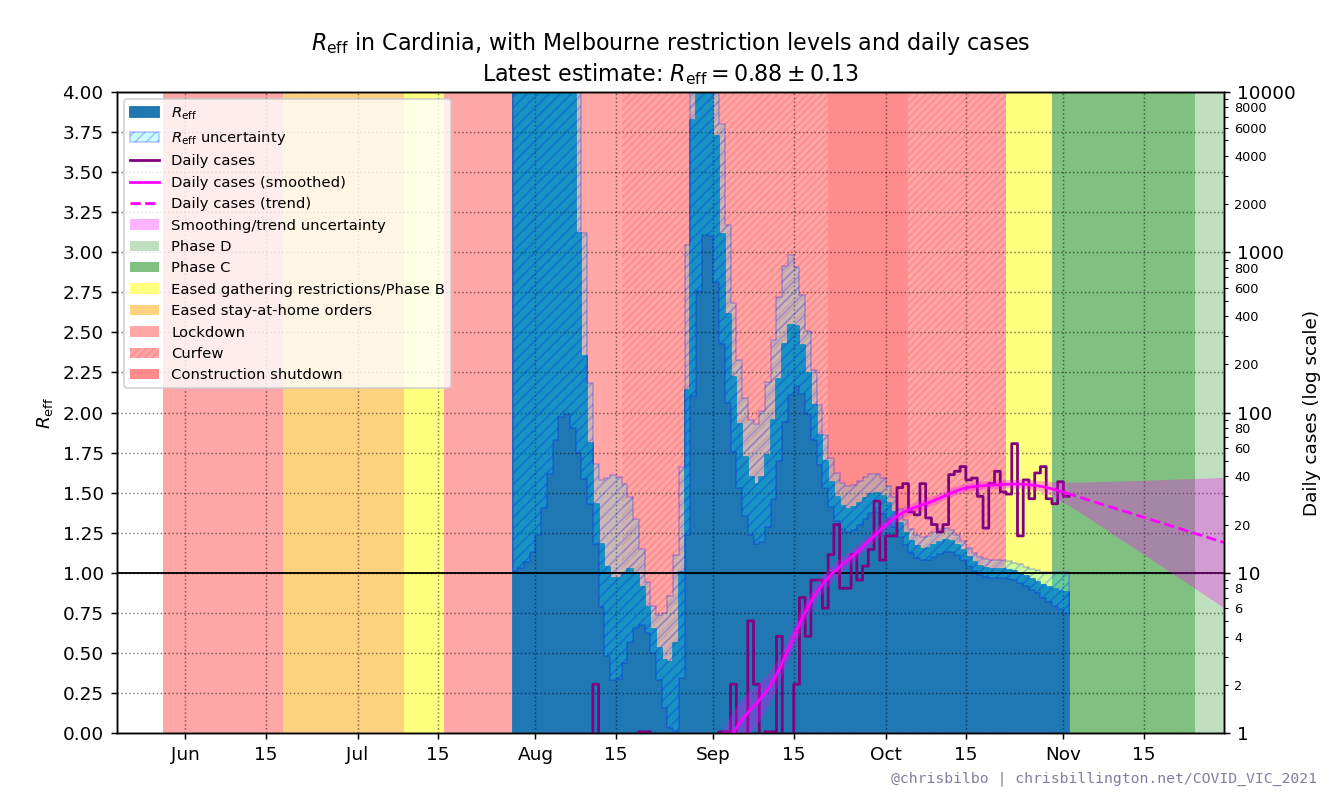 Reff in Cardinia, with Melbourne restriction levels and daily cases
Latest estimate: Reff = 0.88 ± 0.13
Reff
4.00
3.75
3.50
3.25
3.00
2.75
2.50
2.25
2.00
1.75
1.50
1.25
1.00
0.75
0.50
0.25
0.00
Reff
Reff uncertainty
Daily cases
Daily cases (smoothed)
Daily cases (trend)
Smoothing/trend uncertainty
Phase D
Phase C
Eased gathering restrictions/Phase B
Eased stay-at-home orders
Lockdown
Curfew
Construction shutdown
10000
8000
6000
4000
2000
1000
800
600
400
200
100
80
60
40
20
10
8
6
4
2
1
Daily cases (log scale)
Jun 15 Jul 15 Aug 15 Sep 15 Oct 15 Nov 15
@chrisbilbo | chrisbillington.net/COVID_VIC_2021